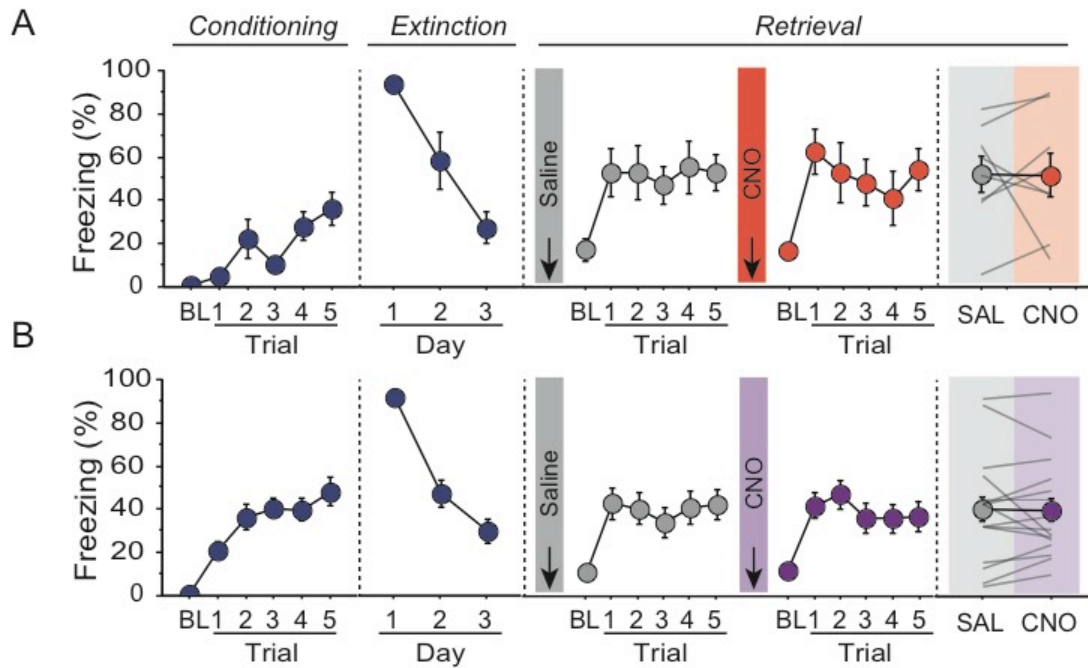 A
Conditioning Extinction Retrieval
Freezing (%)
100
80
60
40
20
0
Saline
CNO
BL 1 2 3 4 5
Trial
1 2 3
Day
BL 1 2 3 4 5
Trial
BL 1 2 3 4 5
Trial
SAL CNO
B
Freezing (%)
100
80
60
40
20
0
Saline
CNO
BL 1 2 3 4 5
Trial
1 2 3
Day
BL 1 2 3 4 5
Trial
BL 1 2 3 4 5
Trial
SAL CNO